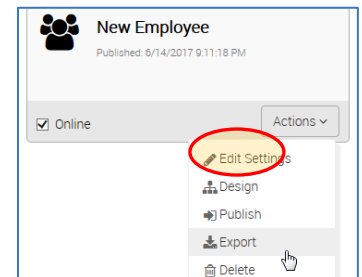 New Employee
Published: 6/14/2017 9:11:18 PM
Online
Actions
Edit Settings
Design
Publish
Export
Delete